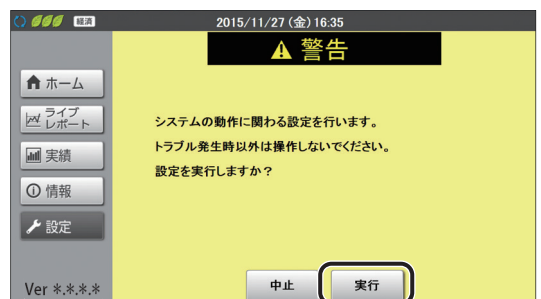 経済
2015/11/27 (金) 16:35
警告
ホーム
ライブ
レポート
実績
情報
設定
システムの動作に関わる設定を行います。
トラブル発生時以外は操作しないでください。
設定を実行しますか？
中止
実行
Ver *.*.*.*